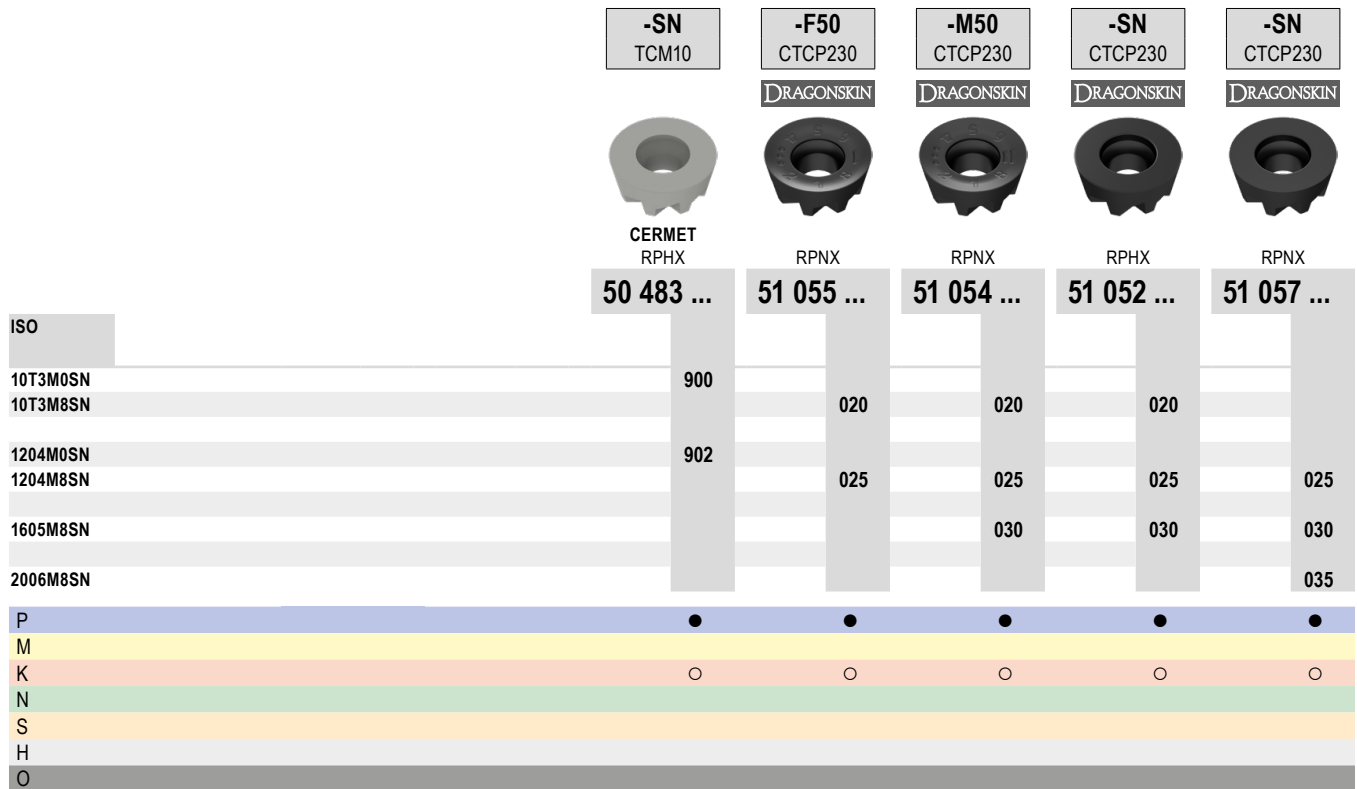 -SN -F50 -M50 -SN -SN
TCM10 CTCP230 CTCP230 CTCP230 CTCP230
DRAGONSKIN DRAGONSKIN DRAGONSKIN DRAGONSKIN
CERMET
RPHX RPNX RPNX RPHX RPNX
50 483 ... 51 055 ... 51 054 ... 51 052 ... 51 057 ...
ISO
10T3M0SN 900
10T3M8SN 020 020 020
1204M0SN 902
1204M8SN 025 025 025 025
1605M8SN 030 030 030
2006M8SN 035
P ● ● ● ● ●
M
K ○ ○ ○ ○ ○
N
S
H
O